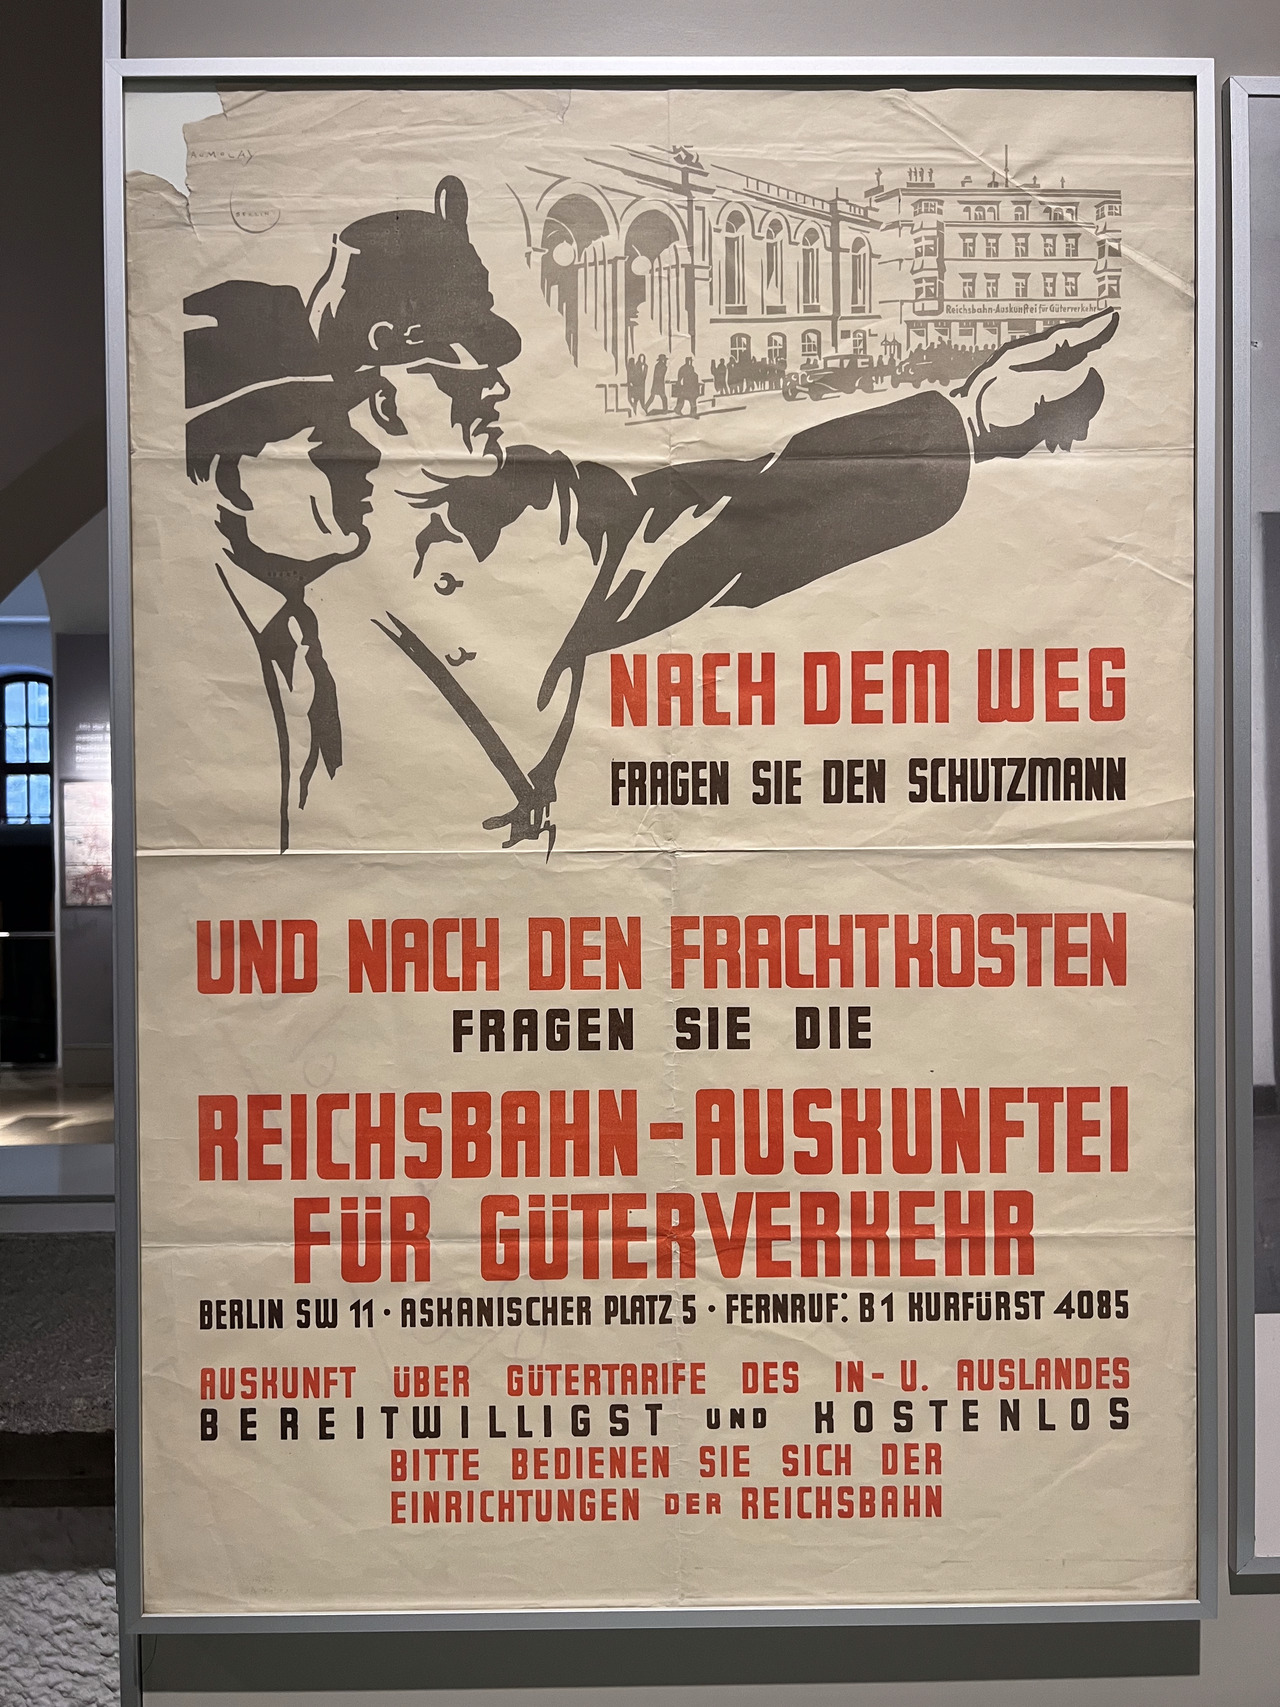 BERLIN
Reichsbahn-Auskunftei für Güterverkehr
NACH DEM WEG
FRAGEN SIE DEN SCHUTZMANN
UND NACH DEN FRACHTKOSTEN
FRAGEN SIE DIE
REICHSBAHN-AUSKUNFTEI
FÜR GÜTERVERKEHR
BERLIN SW 11 · ASKANISCHER PLATZ 5 · FERNRUF: B 1 KURFÜRST 4085
AUSKUNFT ÜBER GÜTERTARIFE DES IN- U. AUSLANDES
BEREITWILLIGST UND KOSTENLOS
BITTE BEDIENEN SIE SICH DER
EINRICHTUNGEN DER REICHSBAHN